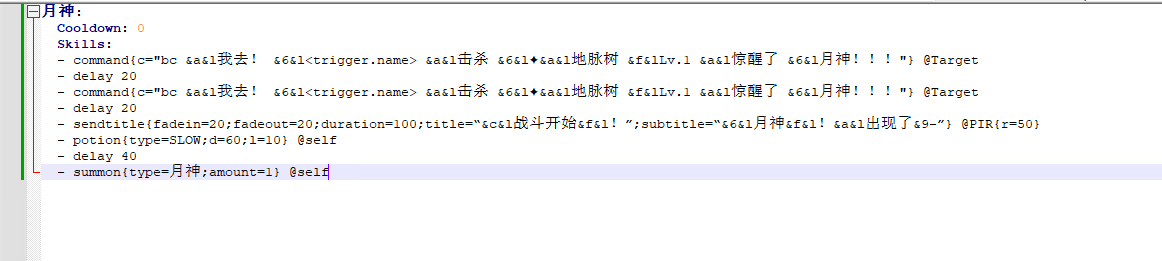 月神:
Cooldown: 0
Skills:
- command{c="bc &a&l我去！ &6&l<trigger.name> &a&l击杀 &6&l✦&a&l地脉树 &f&lLv.1 &a&l惊醒了 &6&l月神！！！"} @Target
- delay 20
- command{c="bc &a&l我去！ &6&l<trigger.name> &a&l击杀 &6&l✦&a&l地脉树 &f&lLv.1 &a&l惊醒了 &6&l月神！！！"} @Target
- delay 20
- sendtitle{fadein=20;fadeout=20;duration=100;title=“&c&l战斗开始&f&l！”;subtitle=“&6&l月神&f&l！&a&l出现了&9-”} @PIR{r=50}
- potion{type=SLOW;d=60;l=10} @self
- delay 40
- summon{type=月神;amount=1} @self